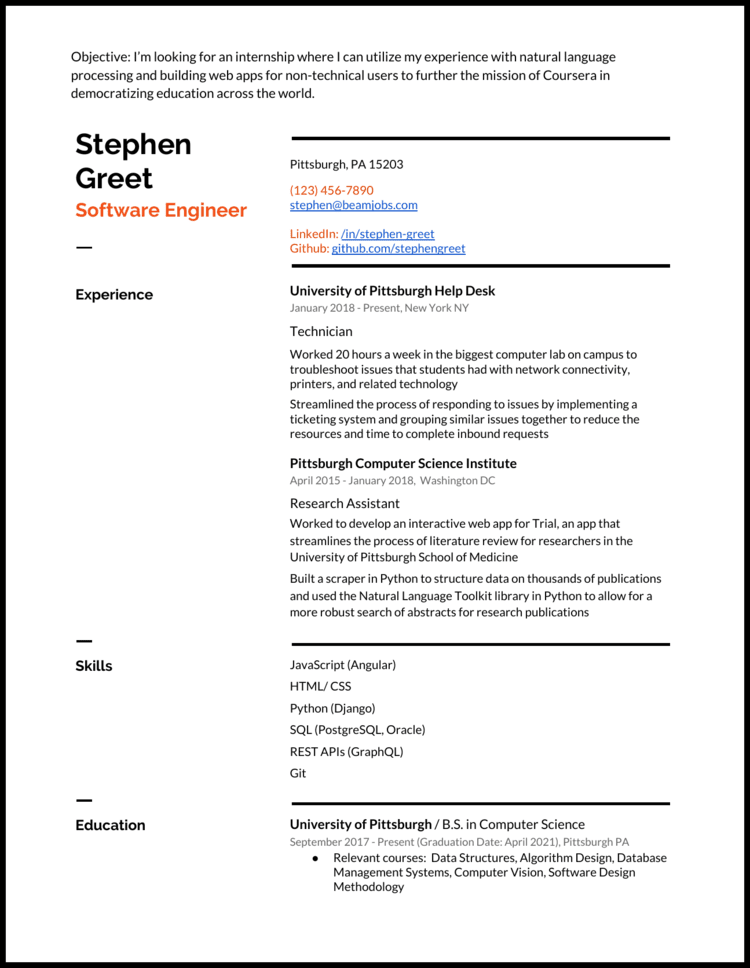 Objective: I'm looking for an internship where I can utilize my experience with natural language
processing and building web apps for non-technical users to further the mission of Coursera in
democratizing education across the world.
Stephen
Greet
Software Engineer
—
Pittsburgh, PA 15203
(123) 456-7890
stephen@beamjobs.com
LinkedIn: /in/stephen-greet
Github: github.com/stephengreet
Experience
University of Pittsburgh Help Desk
January 2018 - Present, New York NY
Technician
Worked 20 hours a week in the biggest computer lab on campus to
troubleshoot issues that students had with network connectivity,
printers, and related technology
Streamlined the process of responding to issues by implementing a
ticketing system and grouping similar issues together to reduce the
resources and time to complete inbound requests
Pittsburgh Computer Science Institute
April 2015 - January 2018, Washington DC
Research Assistant
Worked to develop an interactive web app for Trial, an app that
streamlines the process of literature review for researchers in the
University of Pittsburgh School of Medicine
Built a scraper in Python to structure data on thousands of publications
and used the Natural Language Toolkit library in Python to allow for a
more robust search of abstracts for research publications
—
Skills
JavaScript (Angular)
HTML/ CSS
Python (Django)
SQL (PostgreSQL, Oracle)
REST APIs (GraphQL)
Git
—
Education
University of Pittsburgh / B.S. in Computer Science
September 2017 - Present (Graduation Date: April 2021), Pittsburgh PA
● Relevant courses: Data Structures, Algorithm Design, Database
Management Systems, Computer Vision, Software Design
Methodology